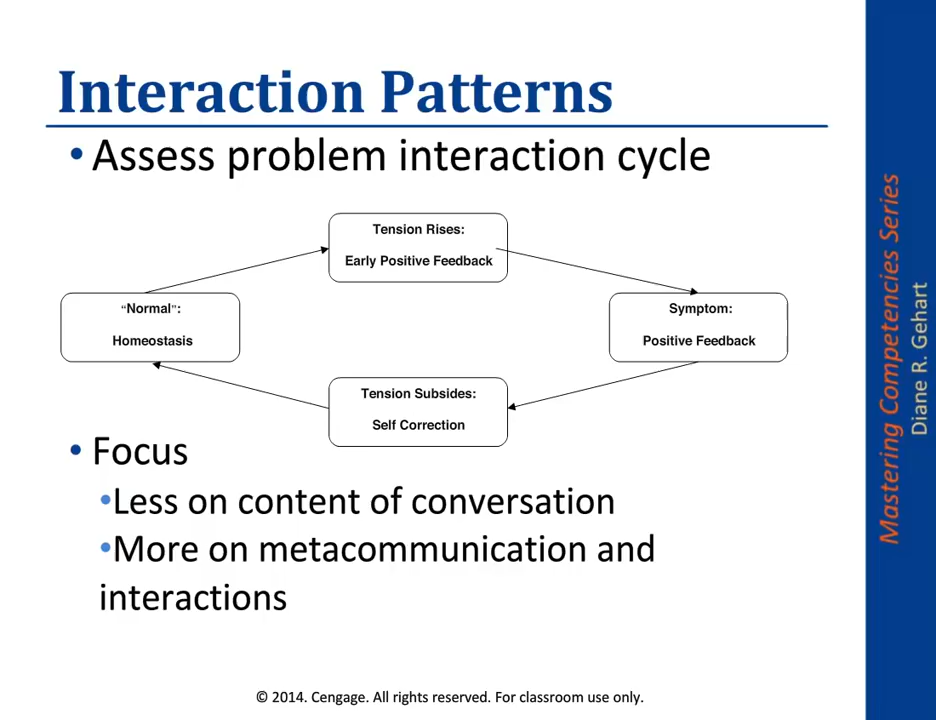 Interaction Patterns
• Assess problem interaction cycle
Tension Rises:
Early Positive Feedback
“Normal”:
Homeostasis
Symptom:
Positive Feedback
Tension Subsides:
Self Correction
• Focus
•Less on content of conversation
•More on metacommunication and
interactions
© 2014. Cengage. All rights reserved. For classroom use only.
Mastering Competencies Series
Diane R. Gehart